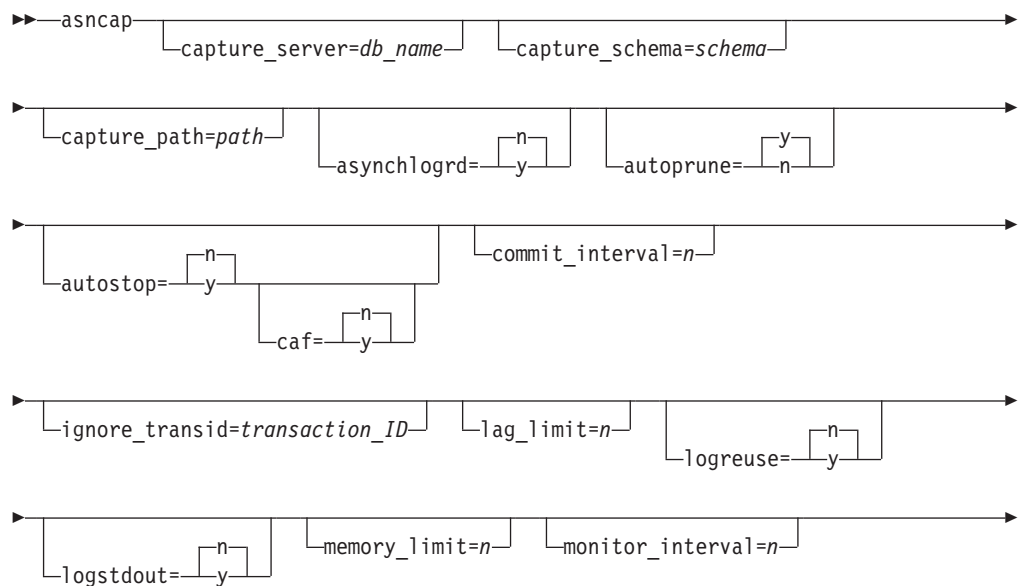 asncap
capture_server=db_name
capture_schema=schema
capture_path=path
asynchlogrd=
n
y
autoprune=
y
n
autostop=
n
y
caf=
n
y
commit_interval=n
ignore_transid=transaction_ID
lag_limit=n
logreuse=
n
y
logstdout=
n
y
memory_limit=n
monitor_interval=n